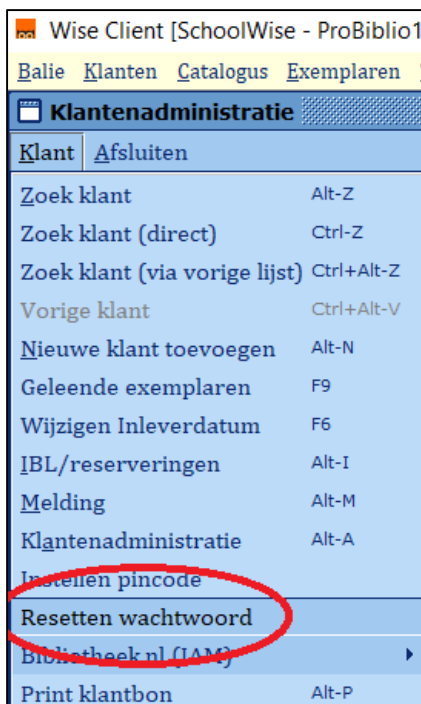 Wise Client [SchoolWise - ProBiblio1
Balie Klanten Catalogus Exemplaren
Klantenadministratie
Klant Afsluiten
Zoek klant Alt-Z
Zoek klant (direct) Ctrl-Z
Zoek klant (via vorige lijst) Ctrl+Alt-Z
Vorige klant Ctrl+Alt-V
Nieuwe klant toevoegen Alt-N
Geleende exemplaren F9
Wijzigen Inleverdatum F6
IBL/reserveringen Alt-I
Melding Alt-M
Klantenadministratie Alt-A
Instellen pincode
Resetten wachtwoord
Bibliotheek.nl (IAM)
Print klantbon Alt-P